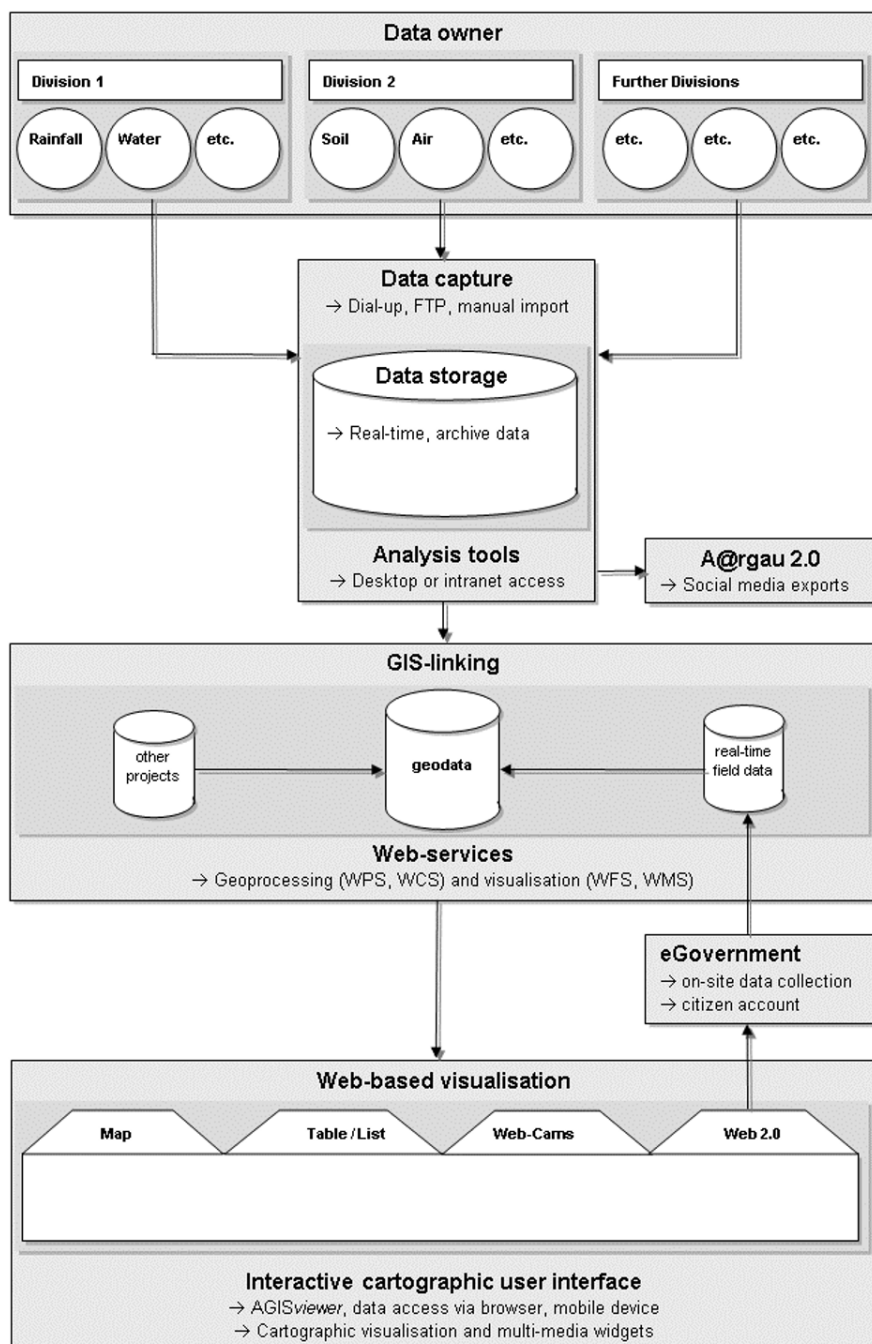 Data owner
Division 1
Division 2
Further Divisions
Rainfall
Water
etc.
Soil
Air
etc.
etc.
etc.
etc.
Data capture
→ Dial-up, FTP, manual import
Data storage
→ Real-time, archive data
Analysis tools
→ Desktop or intranet access
A@rgau 2.0
→ Social media exports
GIS-linking
other
projects
geodata
real-time
field data
Web-services
→ Geoprocessing (WPS, WCS) and visualisation (WFS, WMS)
eGovernment
→ on-site data collection
→ citizen account
Web-based visualisation
Map
Table / List
Web-Cams
Web 2.0
Interactive cartographic user interface
→ AGISviewer, data access via browser, mobile device
→ Cartographic visualisation and multi-media widgets